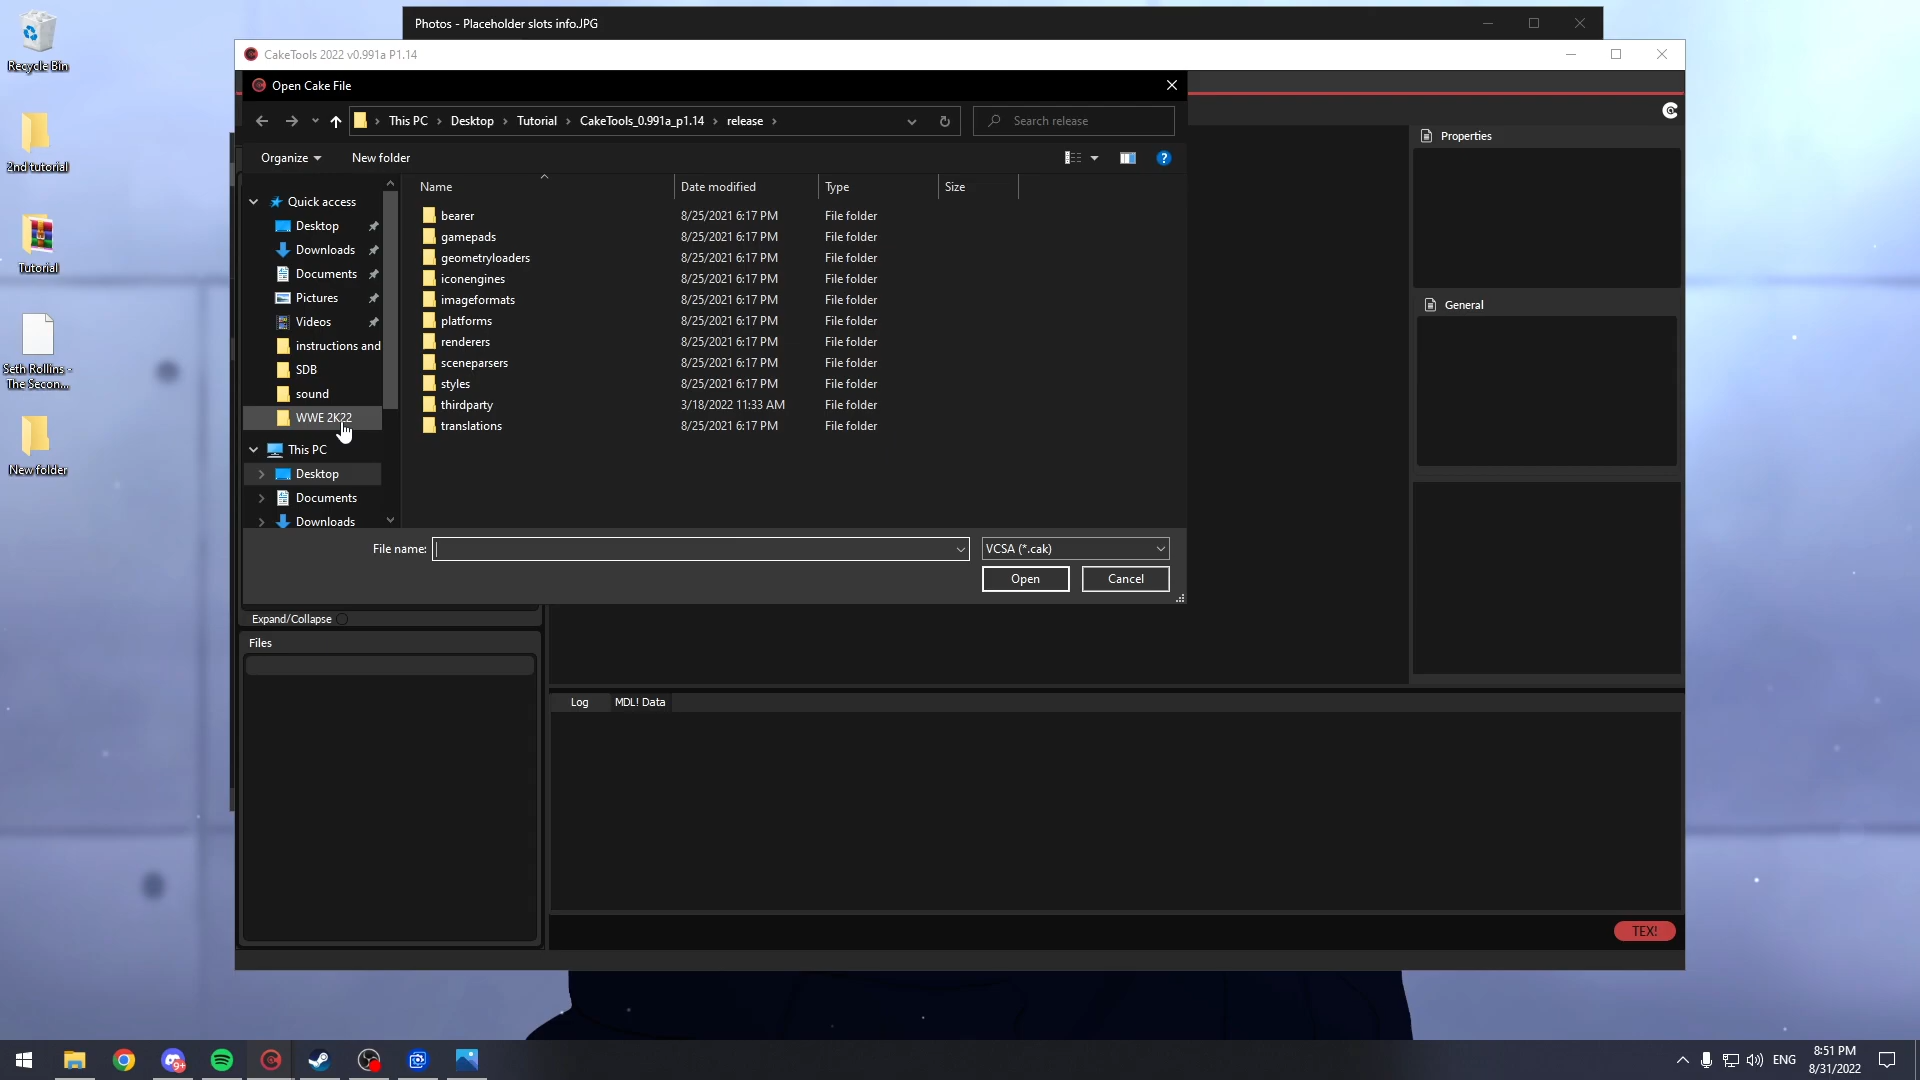 Photos - Placeholder slots info.JPG
Recycle Bin
2nd tutorial
Tutorial
Seth Rollins -
The Secon...
New folder
CakeTools 2022 v0.991a P1.14
Open Cake File
This PC
Desktop
Tutorial
CakeTools_0.991a_p1.14
release
Search release
Organize
New folder
Name
Date modified
Type
Size
Quick access
Desktop
Downloads
Documents
Pictures
Videos
instructions and
SDB
sound
WWE 2K22
This PC
Desktop
Documents
Downloads
bearer 8/25/2021 6:17 PM File folder
gamepads 8/25/2021 6:17 PM File folder
geometryloaders 8/25/2021 6:17 PM File folder
iconengines 8/25/2021 6:17 PM File folder
imageformats 8/25/2021 6:17 PM File folder
platforms 8/25/2021 6:17 PM File folder
renderers 8/25/2021 6:17 PM File folder
sceneparsers 8/25/2021 6:17 PM File folder
styles 8/25/2021 6:17 PM File folder
thirdparty 3/18/2022 11:33 AM File folder
translations 8/25/2021 6:17 PM File folder
File name:
VCSA (*.cak)
Open
Cancel
Properties
General
Expand/Collapse
Files
Log
MDL! Data
TEX!
9+
ENG
8:51 PM
8/31/2022